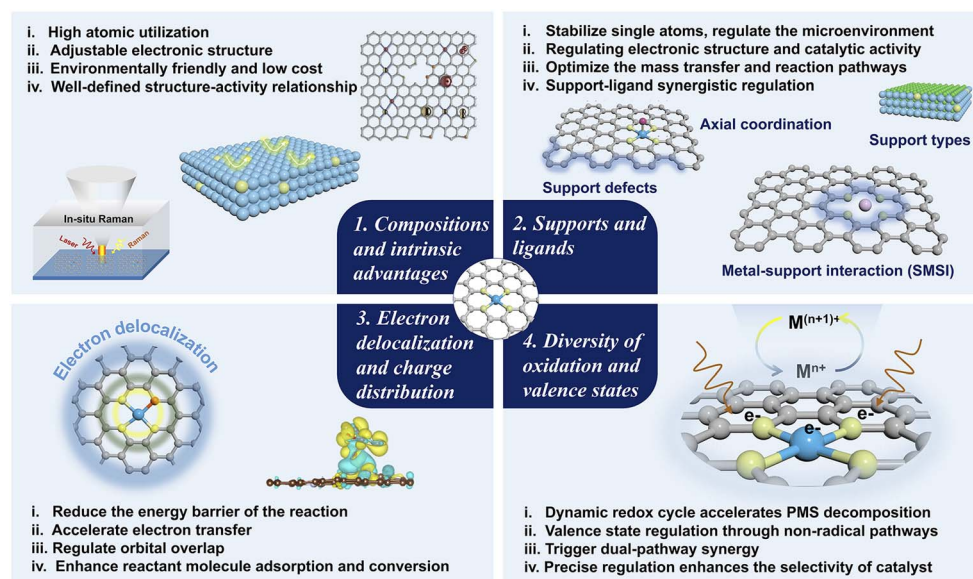 i. High atomic utilization
ii. Adjustable electronic structure
iii. Environmentally friendly and low cost
iv. Well-defined structure-activity relationship
In-situ Raman
Laser
Raman
1. Compositions
and intrinsic
advantages
i. Stabilize single atoms, regulate the microenvironment
ii. Regulating electronic structure and catalytic activity
iii. Optimize the mass transfer and reaction pathways
iv. Support-ligand synergistic regulation
Axial coordination
Support types
Support defects
Metal-support interaction (SMSI)
2. Supports and
ligands
3. Electron
delocalization
and charge
distribution
Electron delocalization
i. Reduce the energy barrier of the reaction
ii. Accelerate electron transfer
iii. Regulate orbital overlap
iv. Enhance reactant molecule adsorption and conversion
4. Diversity of
oxidation and
valence states
M(n+1)+
Mn+
e-
e-
e-
i. Dynamic redox cycle accelerates PMS decomposition
ii. Valence state regulation through non-radical pathways
iii. Trigger dual-pathway synergy
iv. Precise regulation enhances the selectivity of catalyst